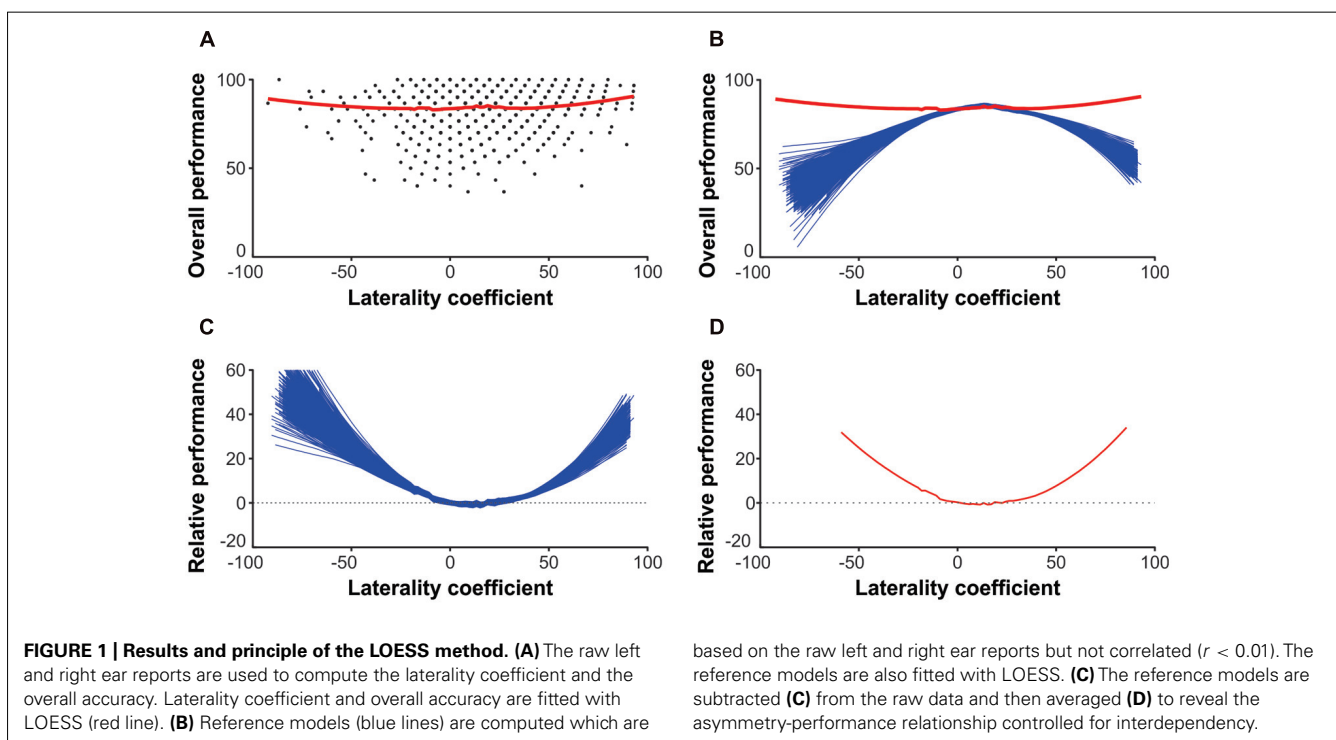 A
Overall performance
100
50
0
-100 -50 0 50 100
Laterality coefficient
B
Overall performance
100
50
0
-100 -50 0 50 100
Laterality coefficient
C
Relative performance
60
40
20
0
-20
-100 -50 0 50 100
Laterality coefficient
D
Relative performance
60
40
20
0
-20
-100 -50 0 50 100
Laterality coefficient
FIGURE 1 | Results and principle of the LOESS method. (A) The raw left
and right ear reports are used to compute the laterality coefficient and the
overall accuracy. Laterality coefficient and overall accuracy are fitted with
LOESS (red line). (B) Reference models (blue lines) are computed which are
based on the raw left and right ear reports but not correlated (r < 0.01). The
reference models are also fitted with LOESS. (C) The reference models are
subtracted (C) from the raw data and then averaged (D) to reveal the
asymmetry-performance relationship controlled for interdependency.